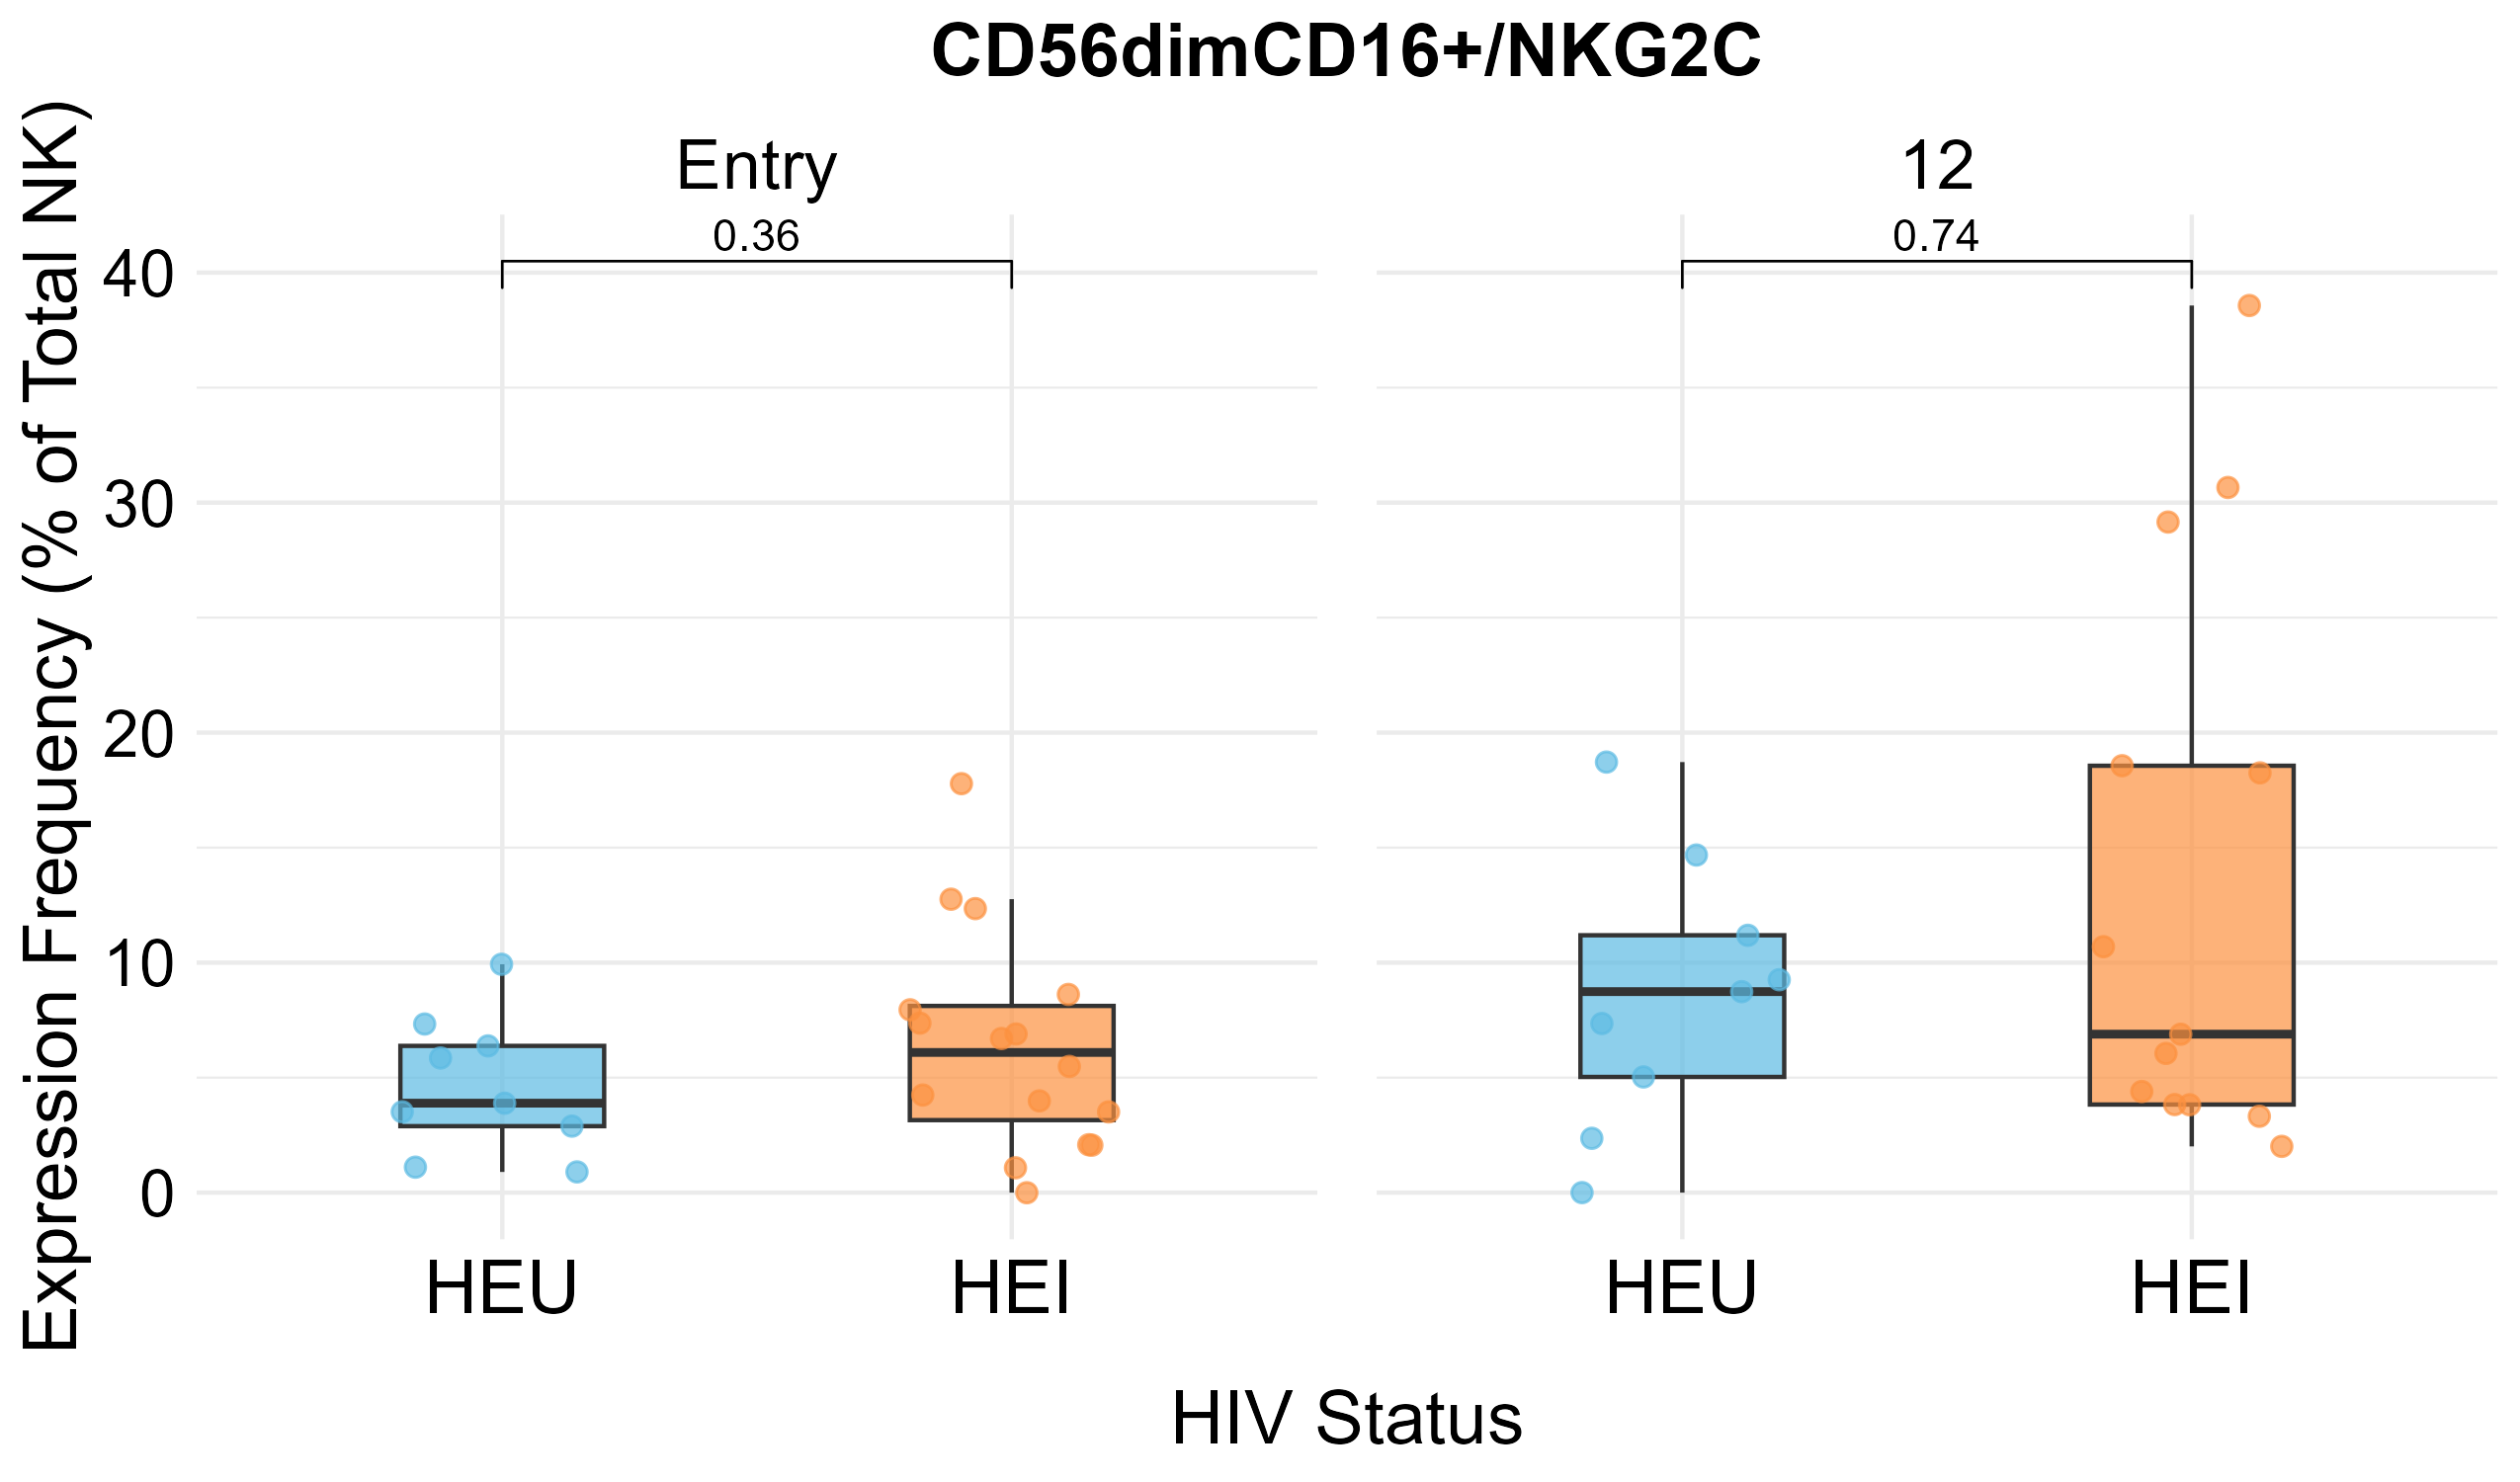 CD56dimCD16+/NKG2C
Entry
12
0.36
0.74
Expression Frequency (% of Total NK)
40
30
20
10
0
HEU
HEI
HEU
HEI
HIV Status